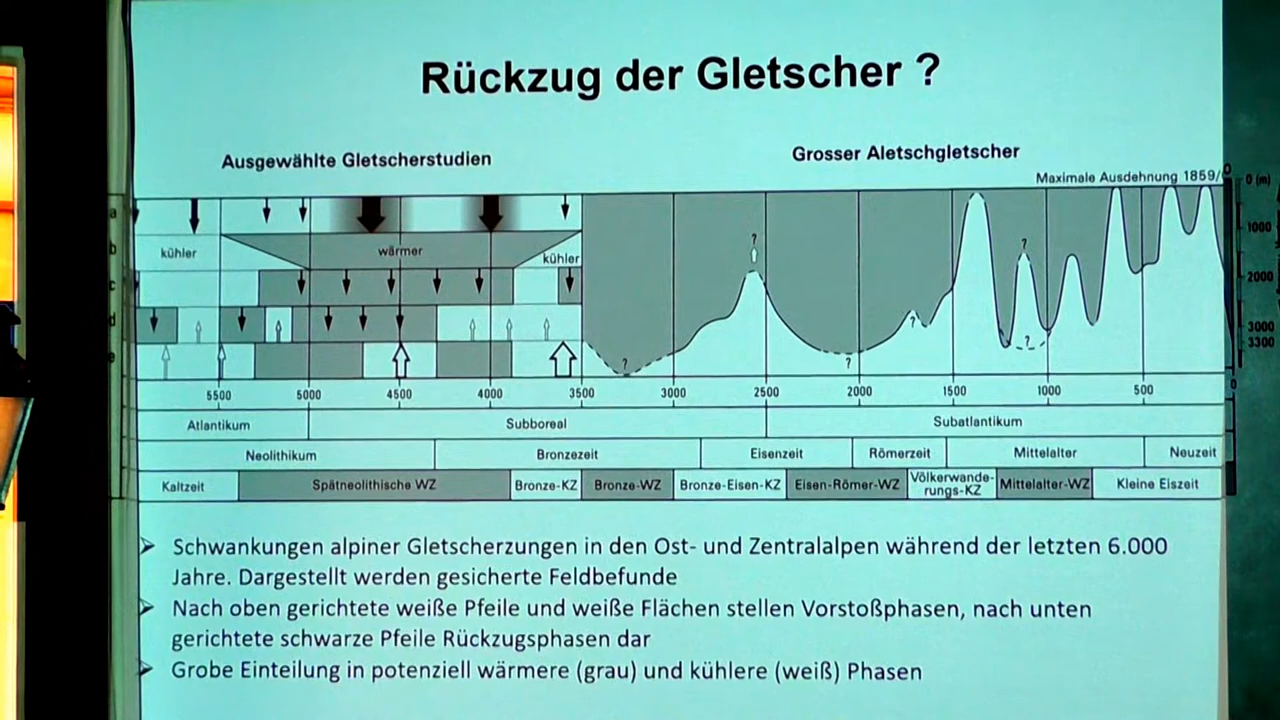 Rückzug der Gletscher ?
Ausgewählte Gletscherstudien
Grosser Aletschgletscher
Maximale Ausdehnung 1859/
0 (m)
a
b
c
d
e
kühler
wärmer
kühler
?
?
?
?
?
?
1000
2000
3000
3300
0
5500 5000 4500 4000 3500 3000 2500 2000 1500 1000 500
Atlantikum Subboreal Subatlantikum
Neolithikum Bronzezeit Eisenzeit Römerzeit Mittelalter Neuzeit
Kaltzeit Spätneolithische WZ Bronze-KZ Bronze-WZ Bronze-Eisen-KZ Eisen-Römer-WZ Völkerwande-
rungs-KZ Mittelalter-WZ Kleine Eiszeit
Schwankungen alpiner Gletscherzungen in den Ost- und Zentralalpen während der letzten 6.000
Jahre. Dargestellt werden gesicherte Feldbefunde
Nach oben gerichtete weiße Pfeile und weiße Flächen stellen Vorstoßphasen, nach unten
gerichtete schwarze Pfeile Rückzugsphasen dar
Grobe Einteilung in potenziell wärmere (grau) und kühlere (weiß) Phasen